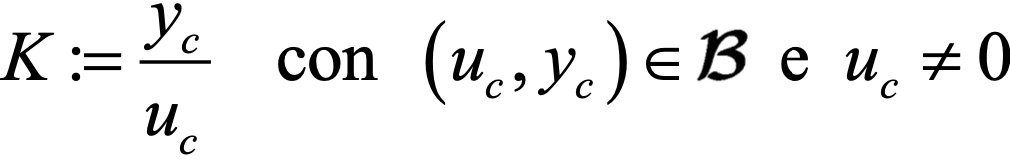 K := y_c / u_c con (u_c, y_c) ∈ ℬ e u_c ≠ 0